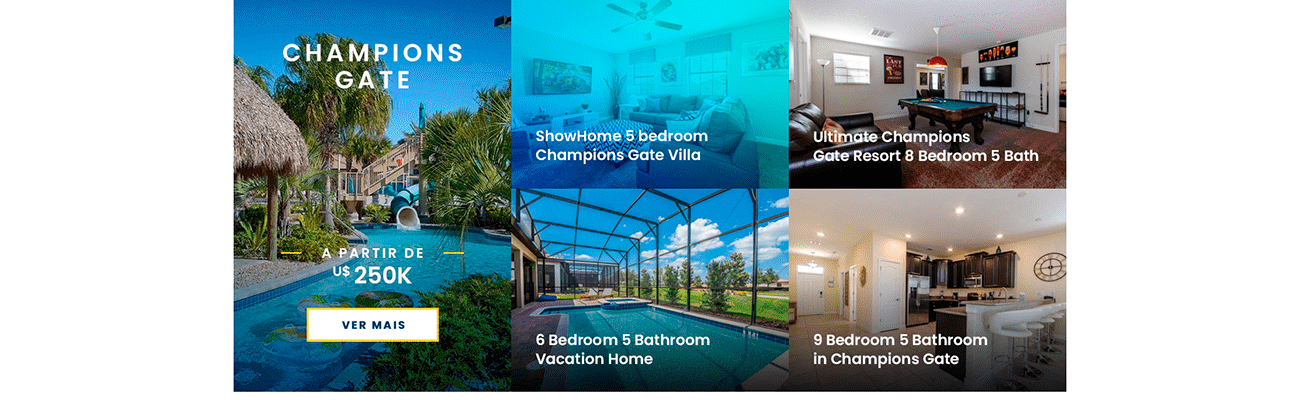 CHAMPIONS
GATE
A PARTIR DE
U$ 250K
VER MAIS
ShowHome 5 bedroom
Champions Gate Villa
Ultimate Champions
Gate Resort 8 Bedroom 5 Bath
6 Bedroom 5 Bathroom
Vacation Home
9 Bedroom 5 Bathroom
in Champions Gate